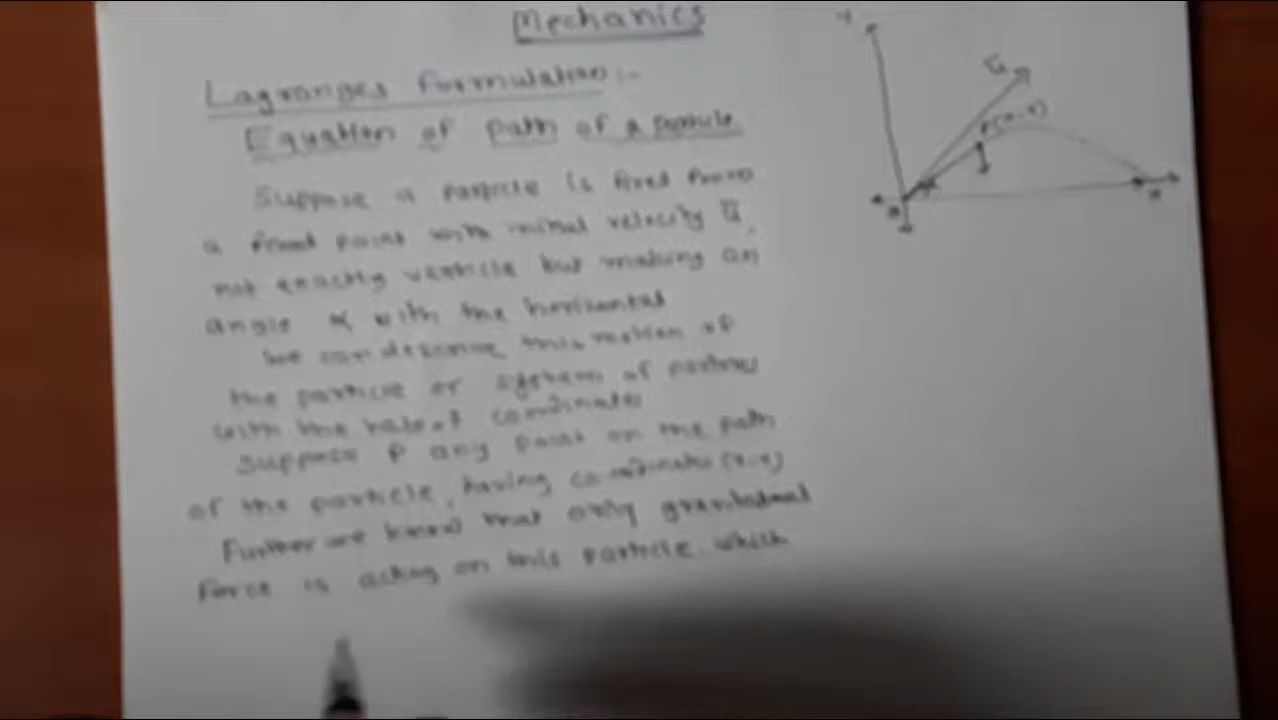 Mechanics
Lagranges Formulation:-
Equation of path of a particle
Suppose a particle is fired from
a fixed point with initial velocity ū,
not exactly verticle but making an
angle α with the horizontal
we can describe this motion of
the particle or system of particles
with the help of coordinates
Suppose P any point on the path
of the particle, having co-ordinate (x-y)
Further we know that only gravitational
force is acting on this particle which
Y
ū
P(x-y)